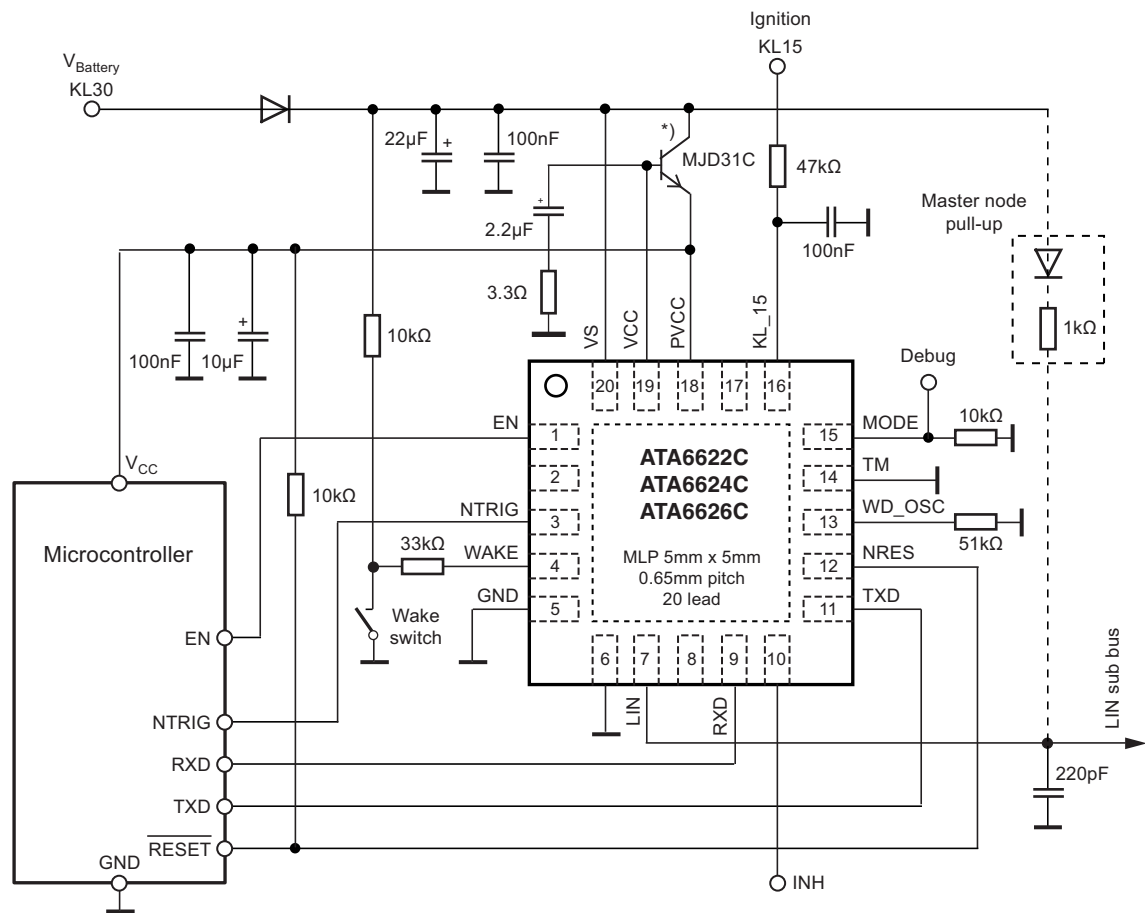 Ignition
KL15
V_Battery
KL30
22µF
+
100nF
*)
MJD31C
47kΩ
Master node
pull-up
+
2.2µF
100nF
3.3Ω
10kΩ
1kΩ
100nF
+
10µF
VS
VCC
PVCC
KL_15
Debug
20
19
18
17
16
EN
1
15
MODE
10kΩ
V_CC
2
14
TM
ATA6622C
ATA6624C
ATA6626C
10kΩ
NTRIG
3
13
WD_OSC
51kΩ
Microcontroller
33kΩ
WAKE
4
12
NRES
MLP 5mm x 5mm
0.65mm pitch
20 lead
GND
5
11
TXD
Wake
switch
EN
6
7
8
9
10
LIN
RXD
LIN sub bus
NTRIG
RXD
220pF
TXD
RESET
GND
INH